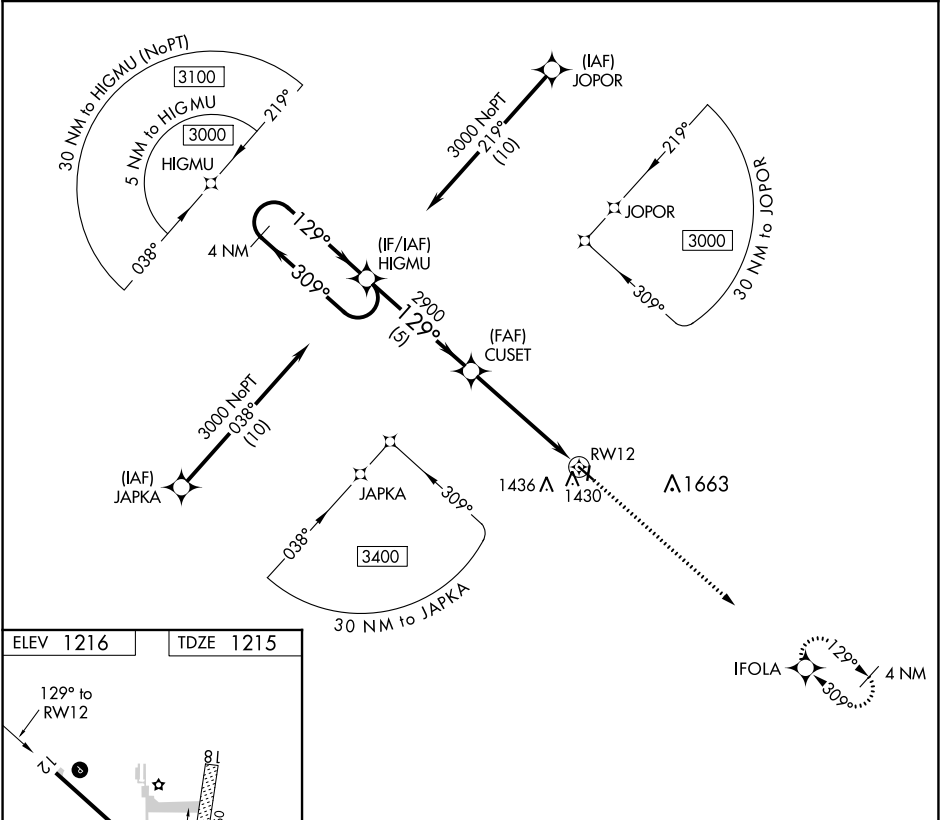 30 NM to HIGMU (NoPT)
3100
5 NM to HIGMU
3000
HIGMU
219°
038°
(IAF)
JOPOR
3000 NoPT
219°
(10)
219°
JOPOR
3000
309°
30 NM to JOPOR
129°
4 NM
309°
(IF/IAF)
HIGMU
2900
129°
(5)
(FAF)
CUSET
3000 NoPT
038°
(10)
(IAF)
JAPKA
JAPKA
309°
038°
3400
30 NM to JAPKA
RW12
1436
1430
1663
IFOLA
129°
309°
4 NM
ELEV 1216
TDZE 1215
129° to
RW12
12
P
18